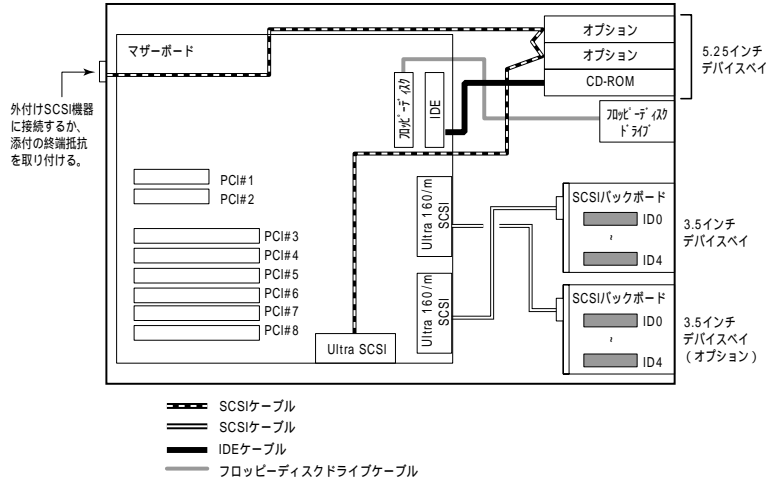 マザーボード
オプション
オプション
CD-ROM
5.25インチ
デバイスベイ
フロッピーディスク
IDE
フロッピーディスク
ドライブ
外付けSCSI機器
に接続するか、
添付の終端抵抗
を取り付ける。
PCI#1
PCI#2
PCI#3
PCI#4
PCI#5
PCI#6
PCI#7
PCI#8
Ultra 160/m
SCSI
Ultra 160/m
SCSI
Ultra SCSI
SCSIバックボード
ID0
~
ID4
3.5インチ
デバイスベイ
SCSIバックボード
ID0
~
ID4
3.5インチ
デバイスベイ
(オプション)
SCSIケーブル
SCSIケーブル
IDEケーブル
フロッピーディスクドライブケーブル